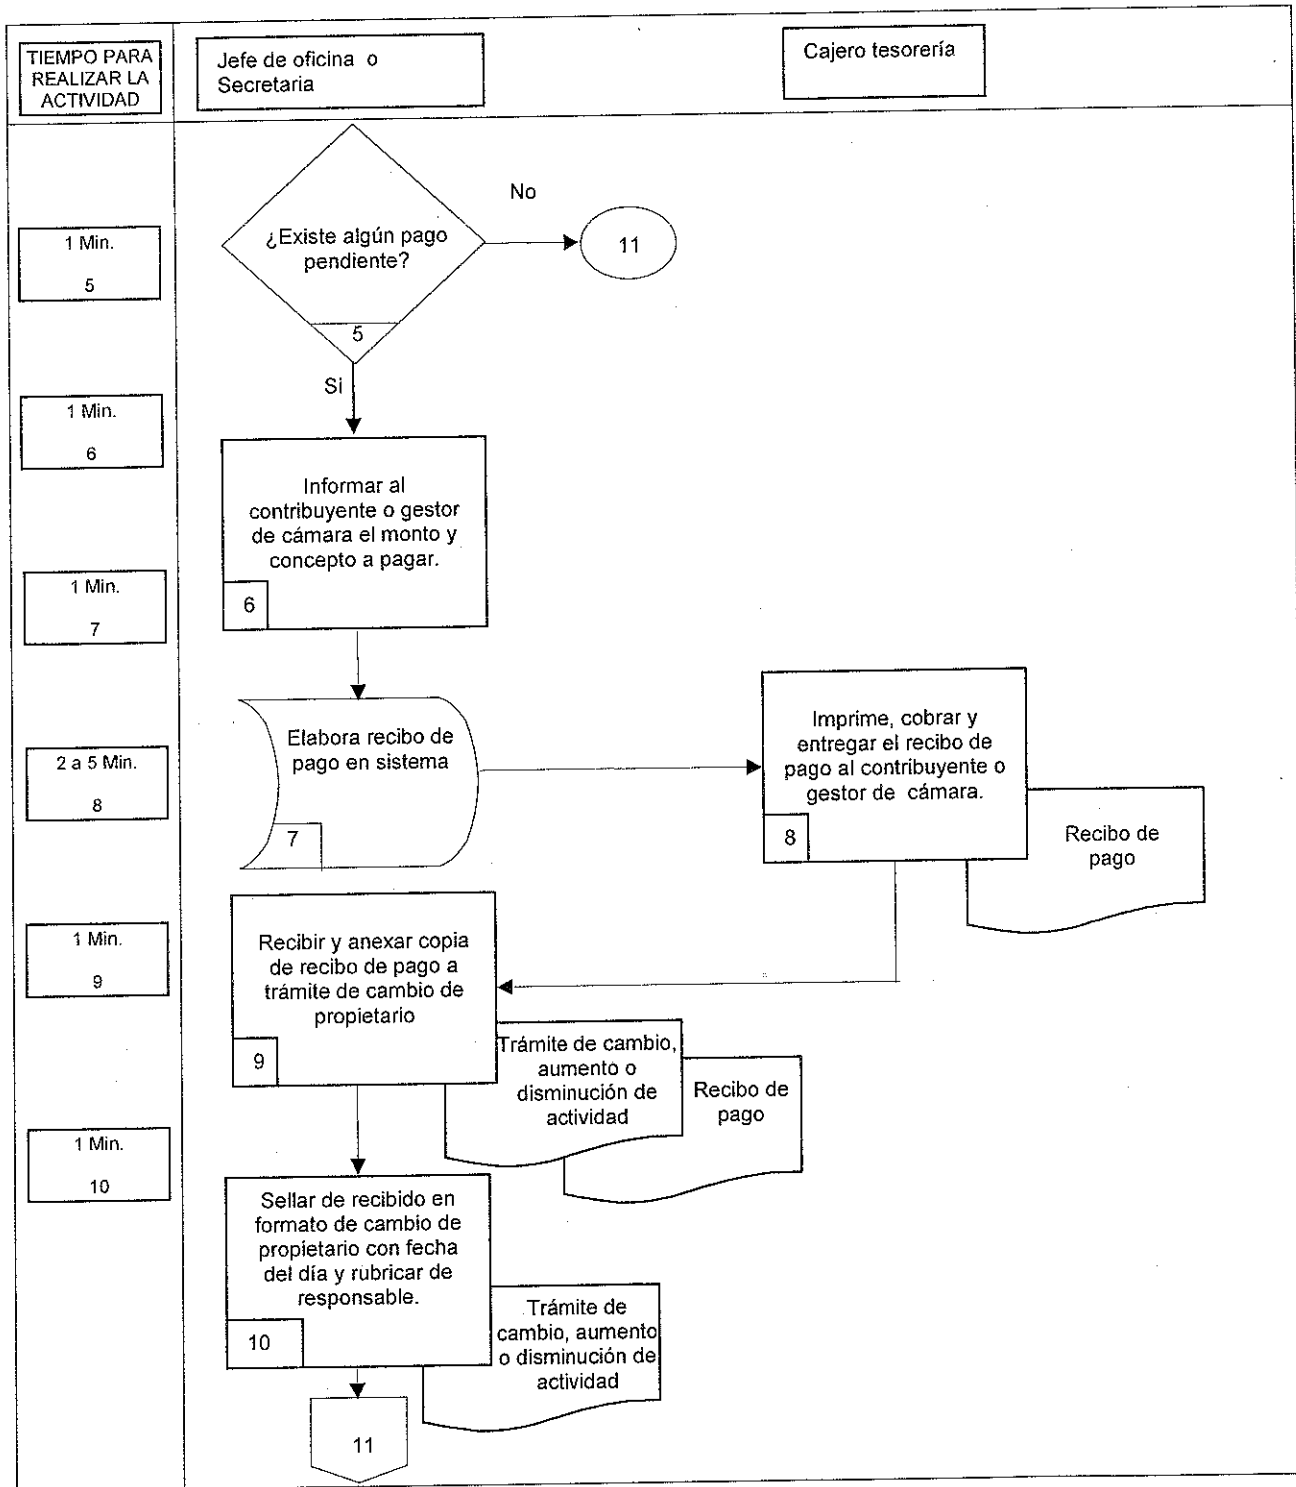 TIEMPO PARA
REALIZAR LA
ACTIVIDAD
Jefe de oficina o
Secretaria
Cajero tesorería
1 Min.
5
¿Existe algún pago
pendiente?
5
No
11
Si
1 Min.
6
Informar al
contribuyente o gestor
de cámara el monto y
concepto a pagar.
6
1 Min.
7
Elabora recibo de
pago en sistema
7
2 a 5 Min.
8
Imprime, cobrar y
entregar el recibo de
pago al contribuyente o
gestor de cámara.
8
Recibo de
pago
1 Min.
9
Recibir y anexar copia
de recibo de pago a
trámite de cambio de
propietario
9
Trámite de cambio,
aumento o
disminución de
actividad
Recibo de
pago
1 Min.
10
Sellar de recibido en
formato de cambio de
propietario con fecha
del día y rubricar de
responsable.
10
Trámite de
cambio, aumento
o disminución de
actividad
11